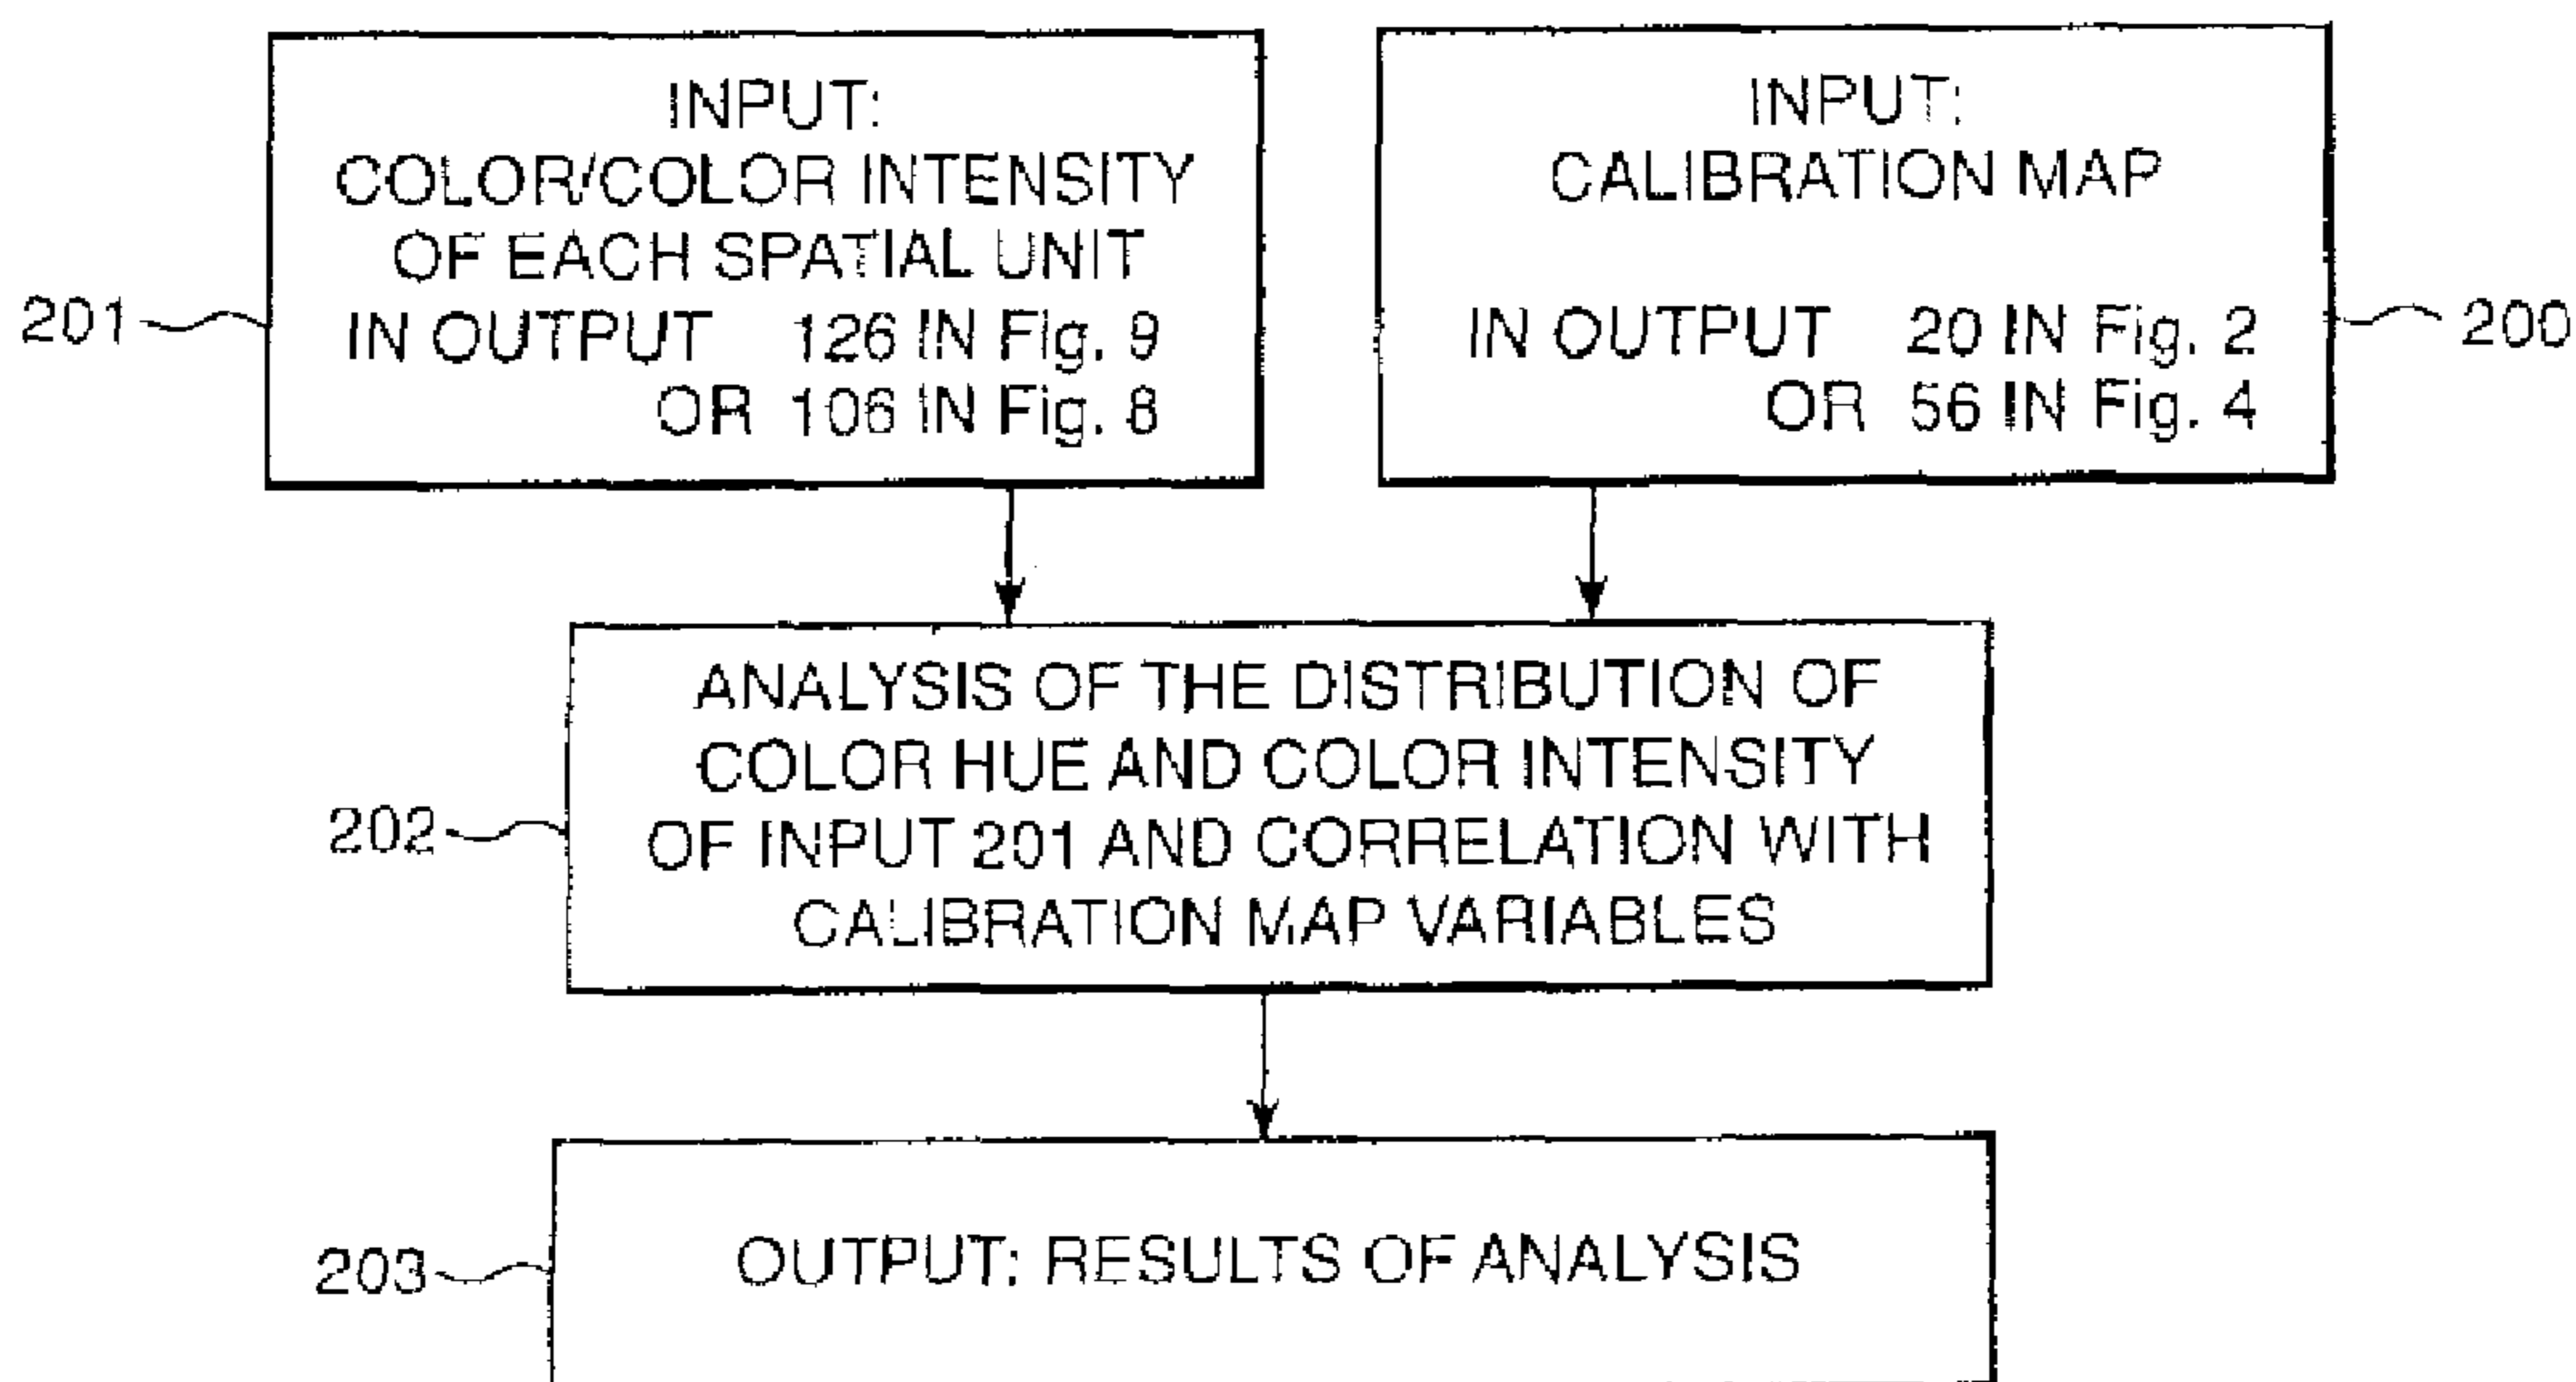 INPUT:
COLOR/COLOR INTENSITY
OF EACH SPATIAL UNIT
IN OUTPUT 126 IN Fig. 9
OR 106 IN Fig. 8
201
INPUT:
CALIBRATION MAP
IN OUTPUT 20 IN Fig. 2
OR 56 IN Fig. 4
200
ANALYSIS OF THE DISTRIBUTION OF
COLOR HUE AND COLOR INTENSITY
OF INPUT 201 AND CORRELATION WITH
CALIBRATION MAP VARIABLES
202
OUTPUT: RESULTS OF ANALYSIS
203